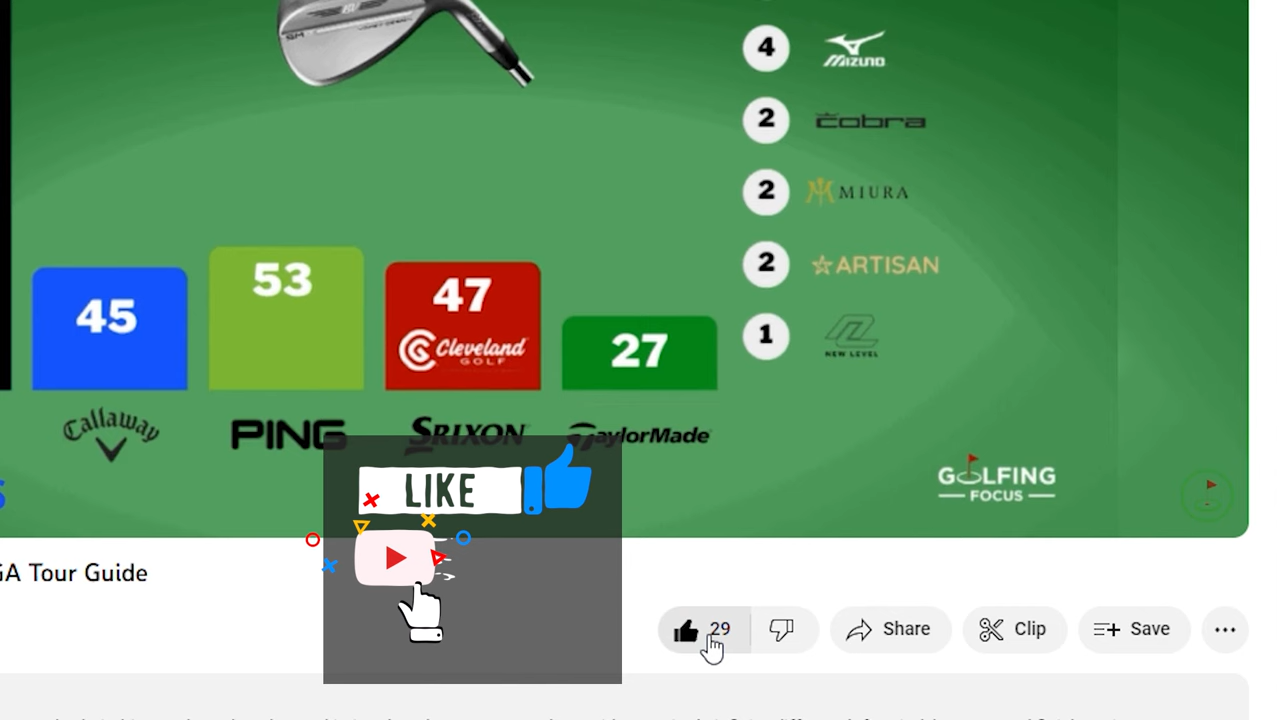 SM
4
MIZUNO
2
cobra
2
MIURA
2
ARTISAN
1
NEW LEVEL
45
53
47
Cleveland
GOLF
27
Callaway
PING
SRIXON
TaylorMade
GOLFING
FOCUS
LIKE
GA Tour Guide
29
Share
Clip
Save